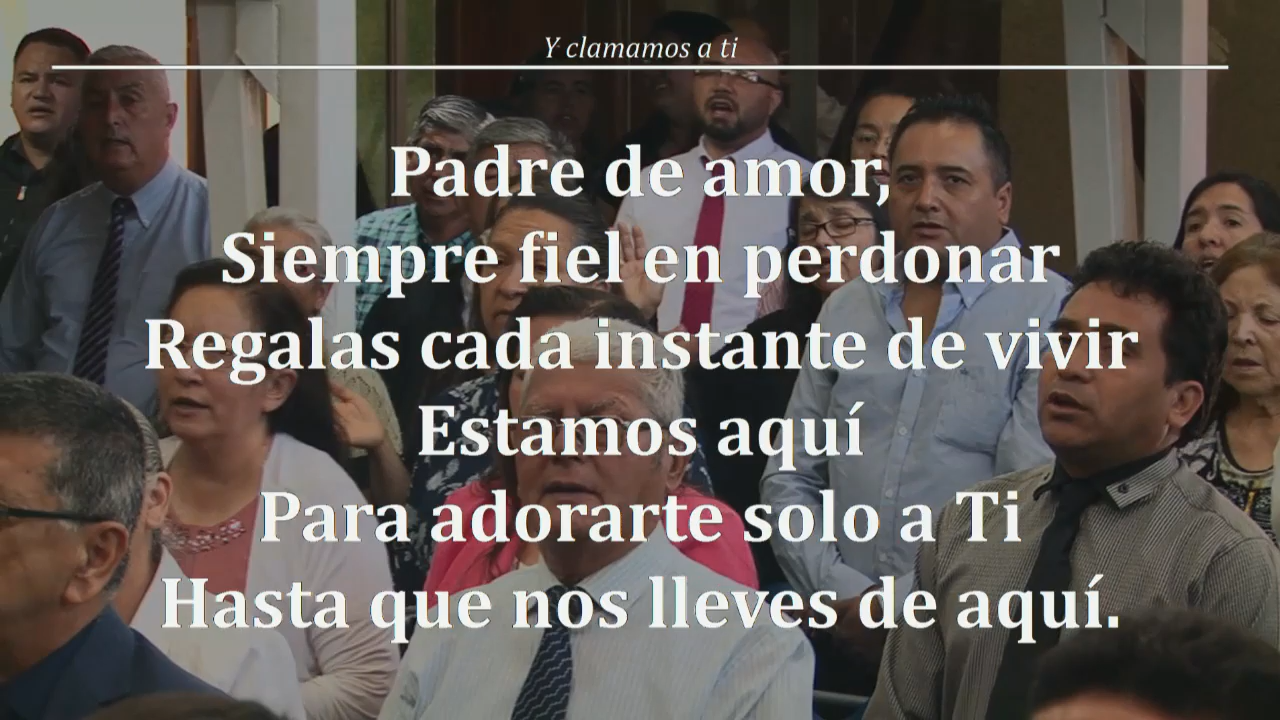 Y clamamos a ti
Padre de amor,
Siempre fiel en perdonar
Regalas cada instante de vivir
Estamos aquí
Para adorarte solo a Ti
Hasta que nos lleves de aquí.